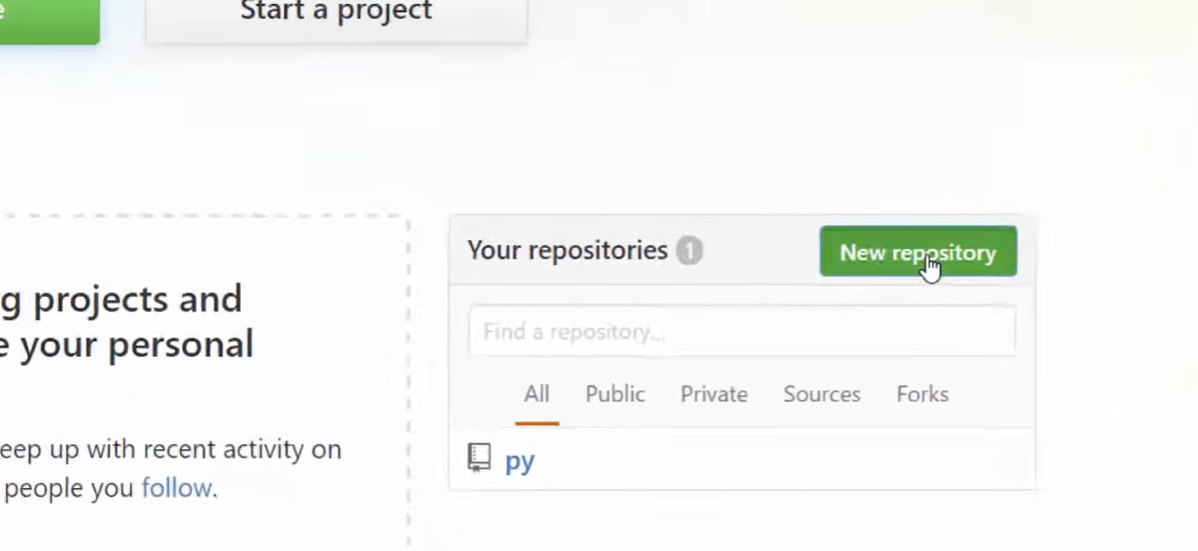 e
Start a project
Your repositories 1
New repository
g projects and
e your personal
Find a repository...
All Public Private Sources Forks
eep up with recent activity on
people you follow.
py